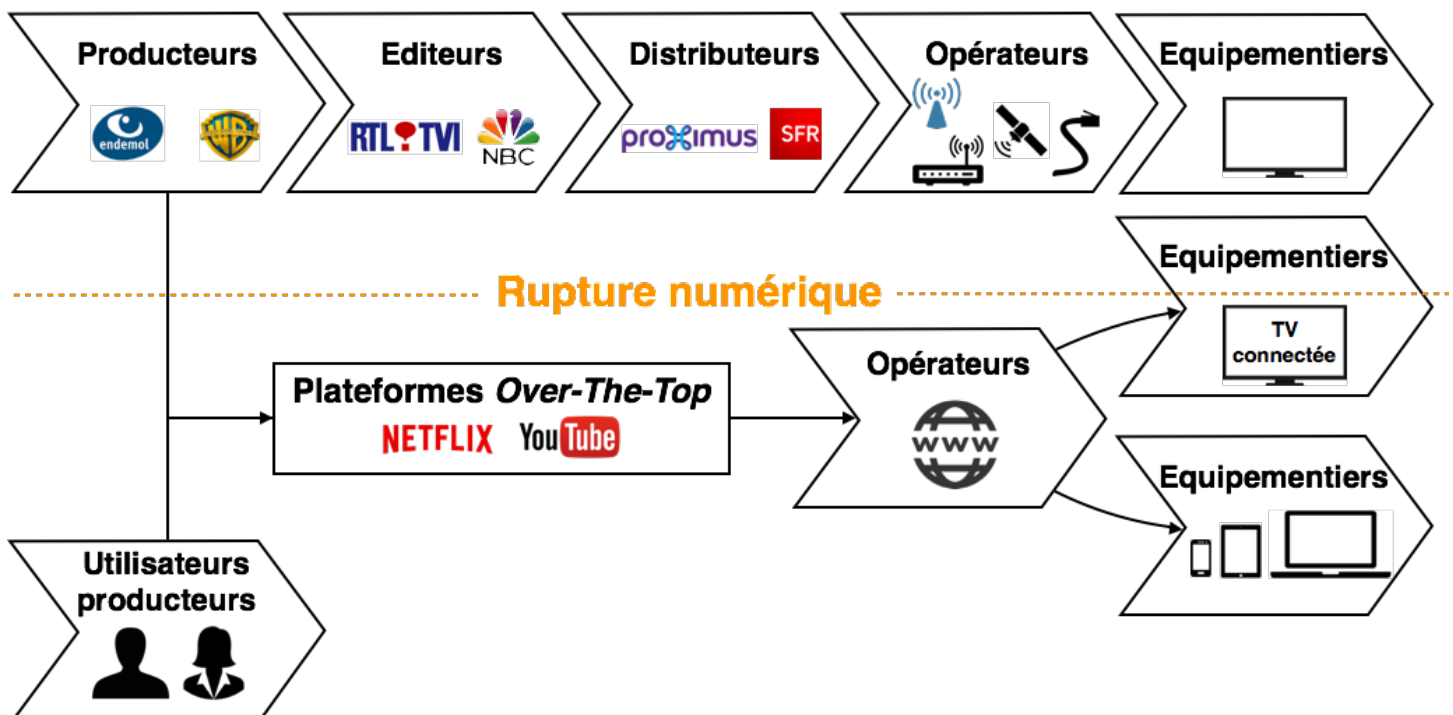 Producteurs
Editeurs
Distributeurs
Opérateurs
Equipementiers
endemol
WB
RTL TVI
NBC
proximus
SFR
Equipementiers
Rupture numérique
TV
connectée
Opérateurs
Plateformes Over-The-Top
NETFLIX
YouTube
www
Equipementiers
Utilisateurs
producteurs